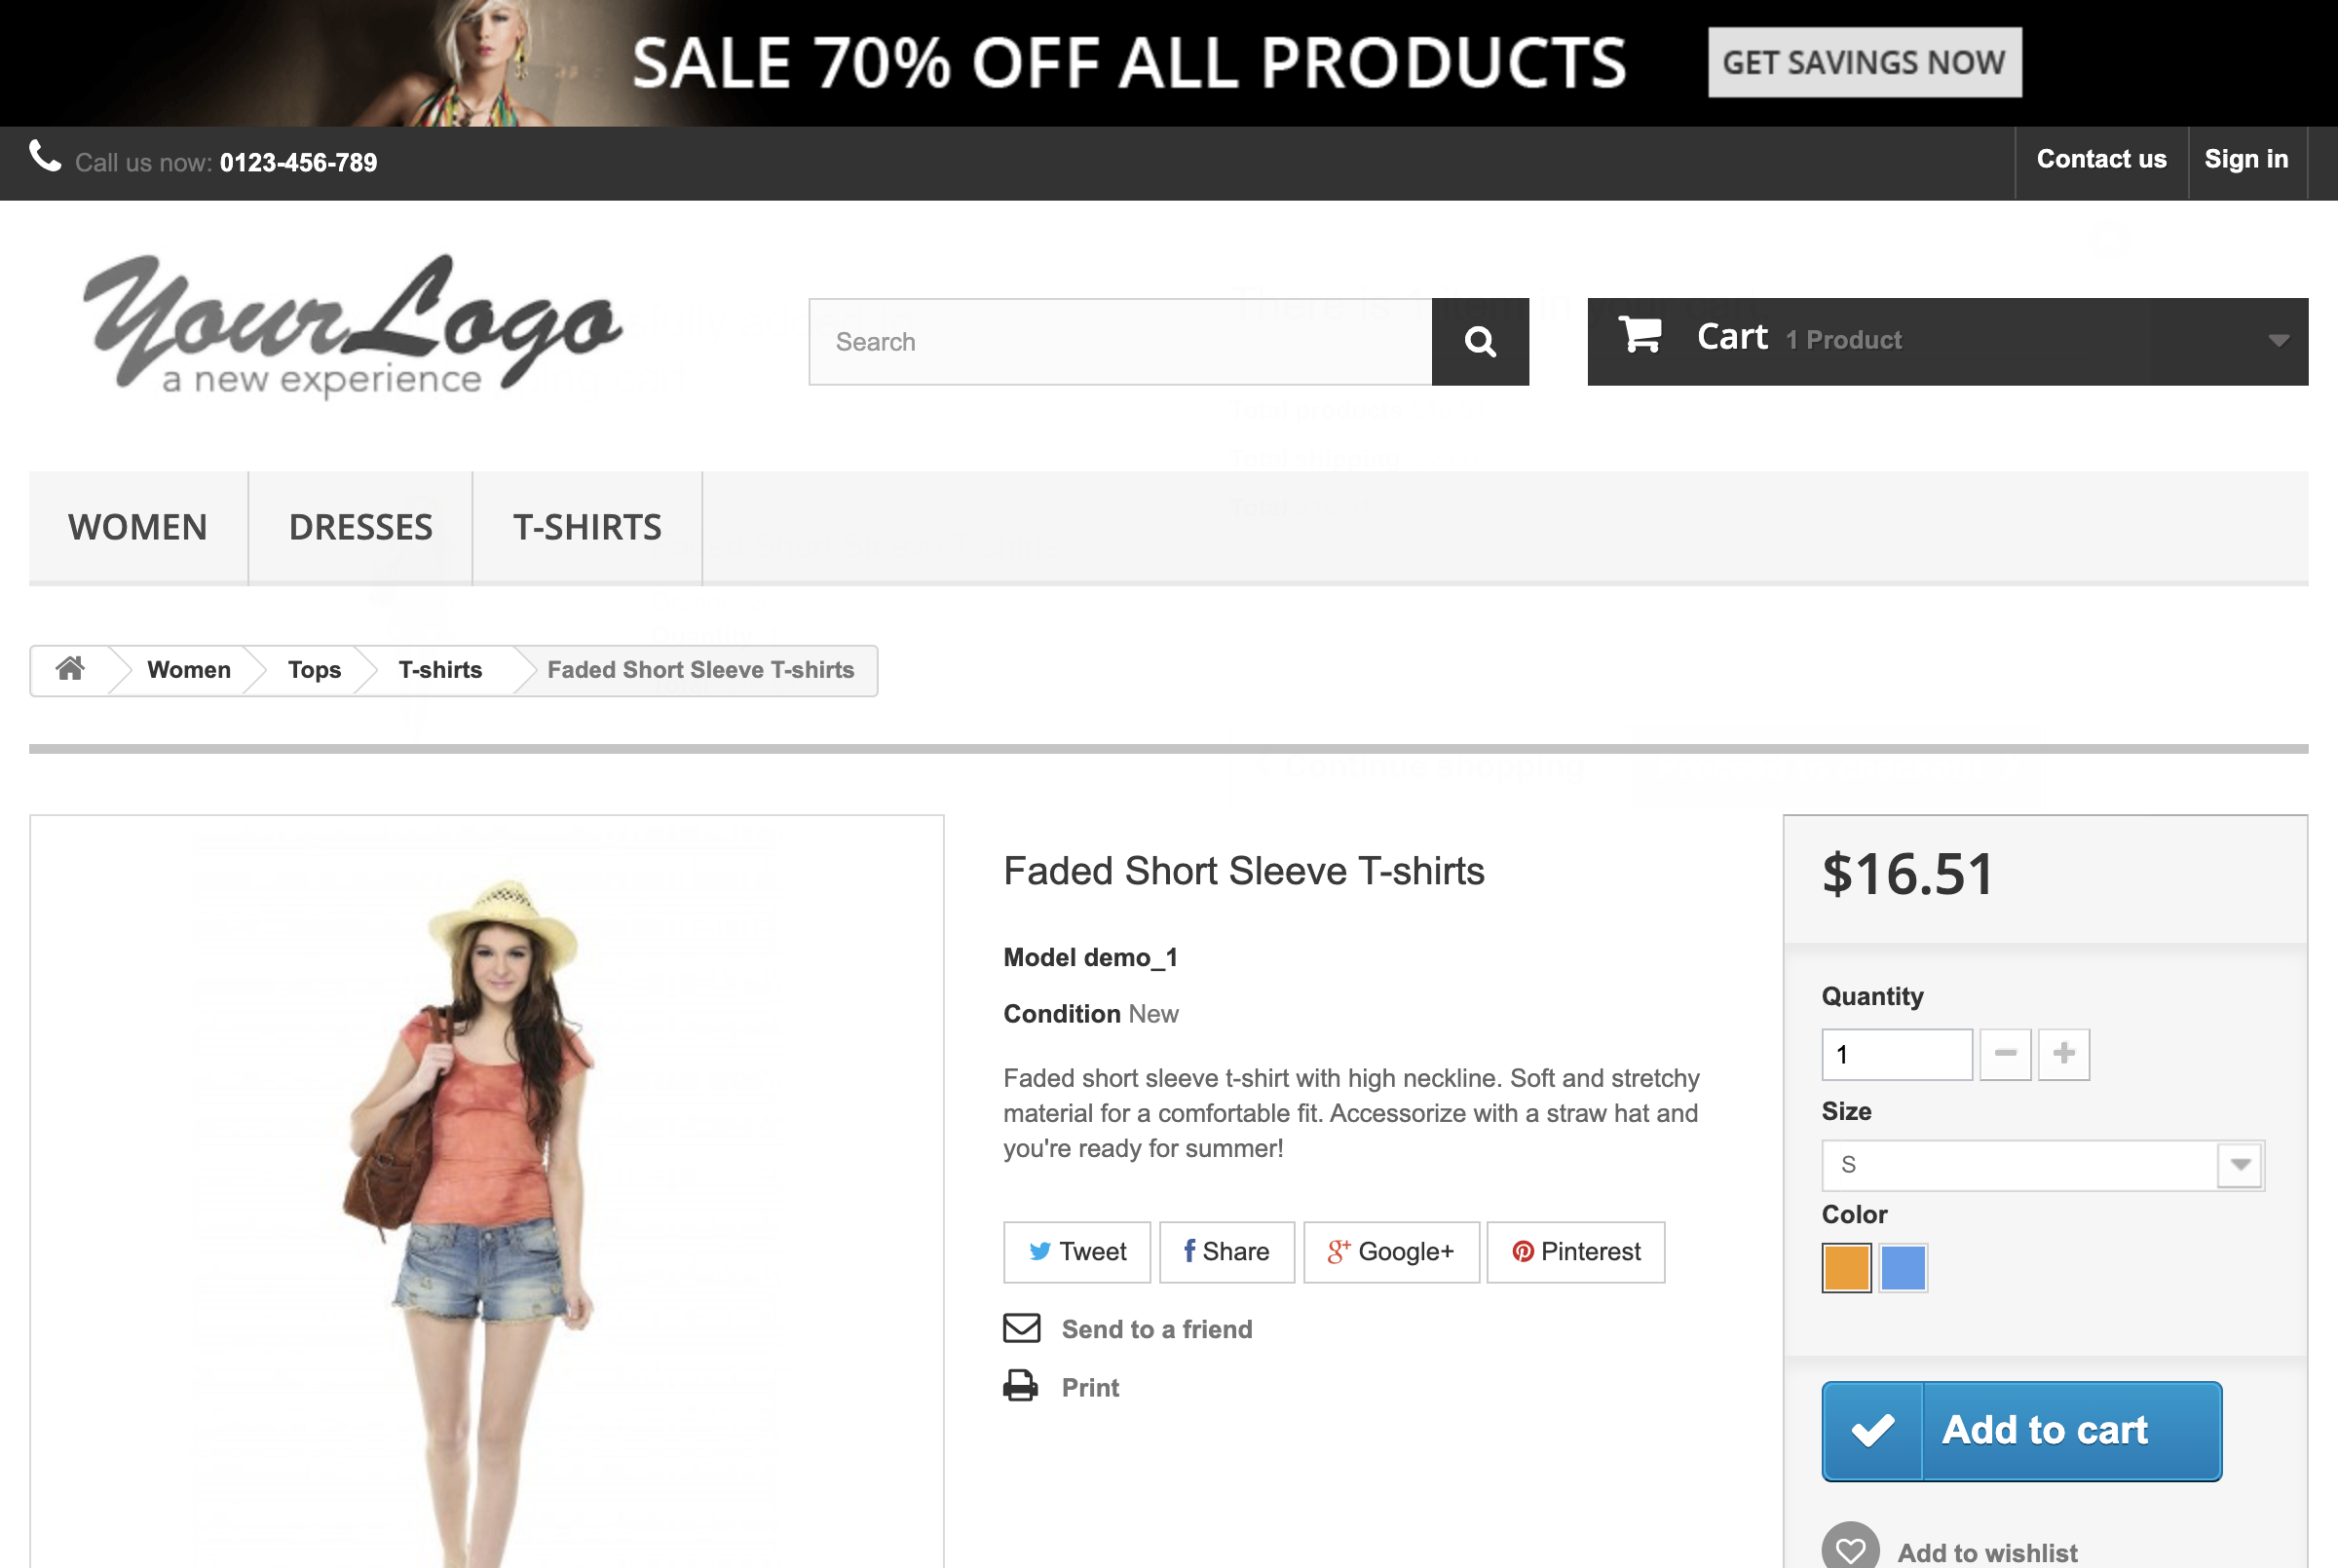 SALE 70% OFF ALL PRODUCTS
GET SAVINGS NOW
Call us now: 0123-456-789
Contact us
Sign in
YourLogo
a new experience
Search
Cart 1 Product
WOMEN
DRESSES
T-SHIRTS
Women
Tops
T-shirts
Faded Short Sleeve T-shirts
Continue shopping
Faded Short Sleeve T-shirts
Model demo_1
Condition New
Faded short sleeve t-shirt with high neckline. Soft and stretchy
material for a comfortable fit. Accessorize with a straw hat and
you're ready for summer!
Tweet
Share
Google+
Pinterest
Send to a friend
Print
$16.51
Quantity
1
Size
S
Color
Add to cart
Add to wishlist